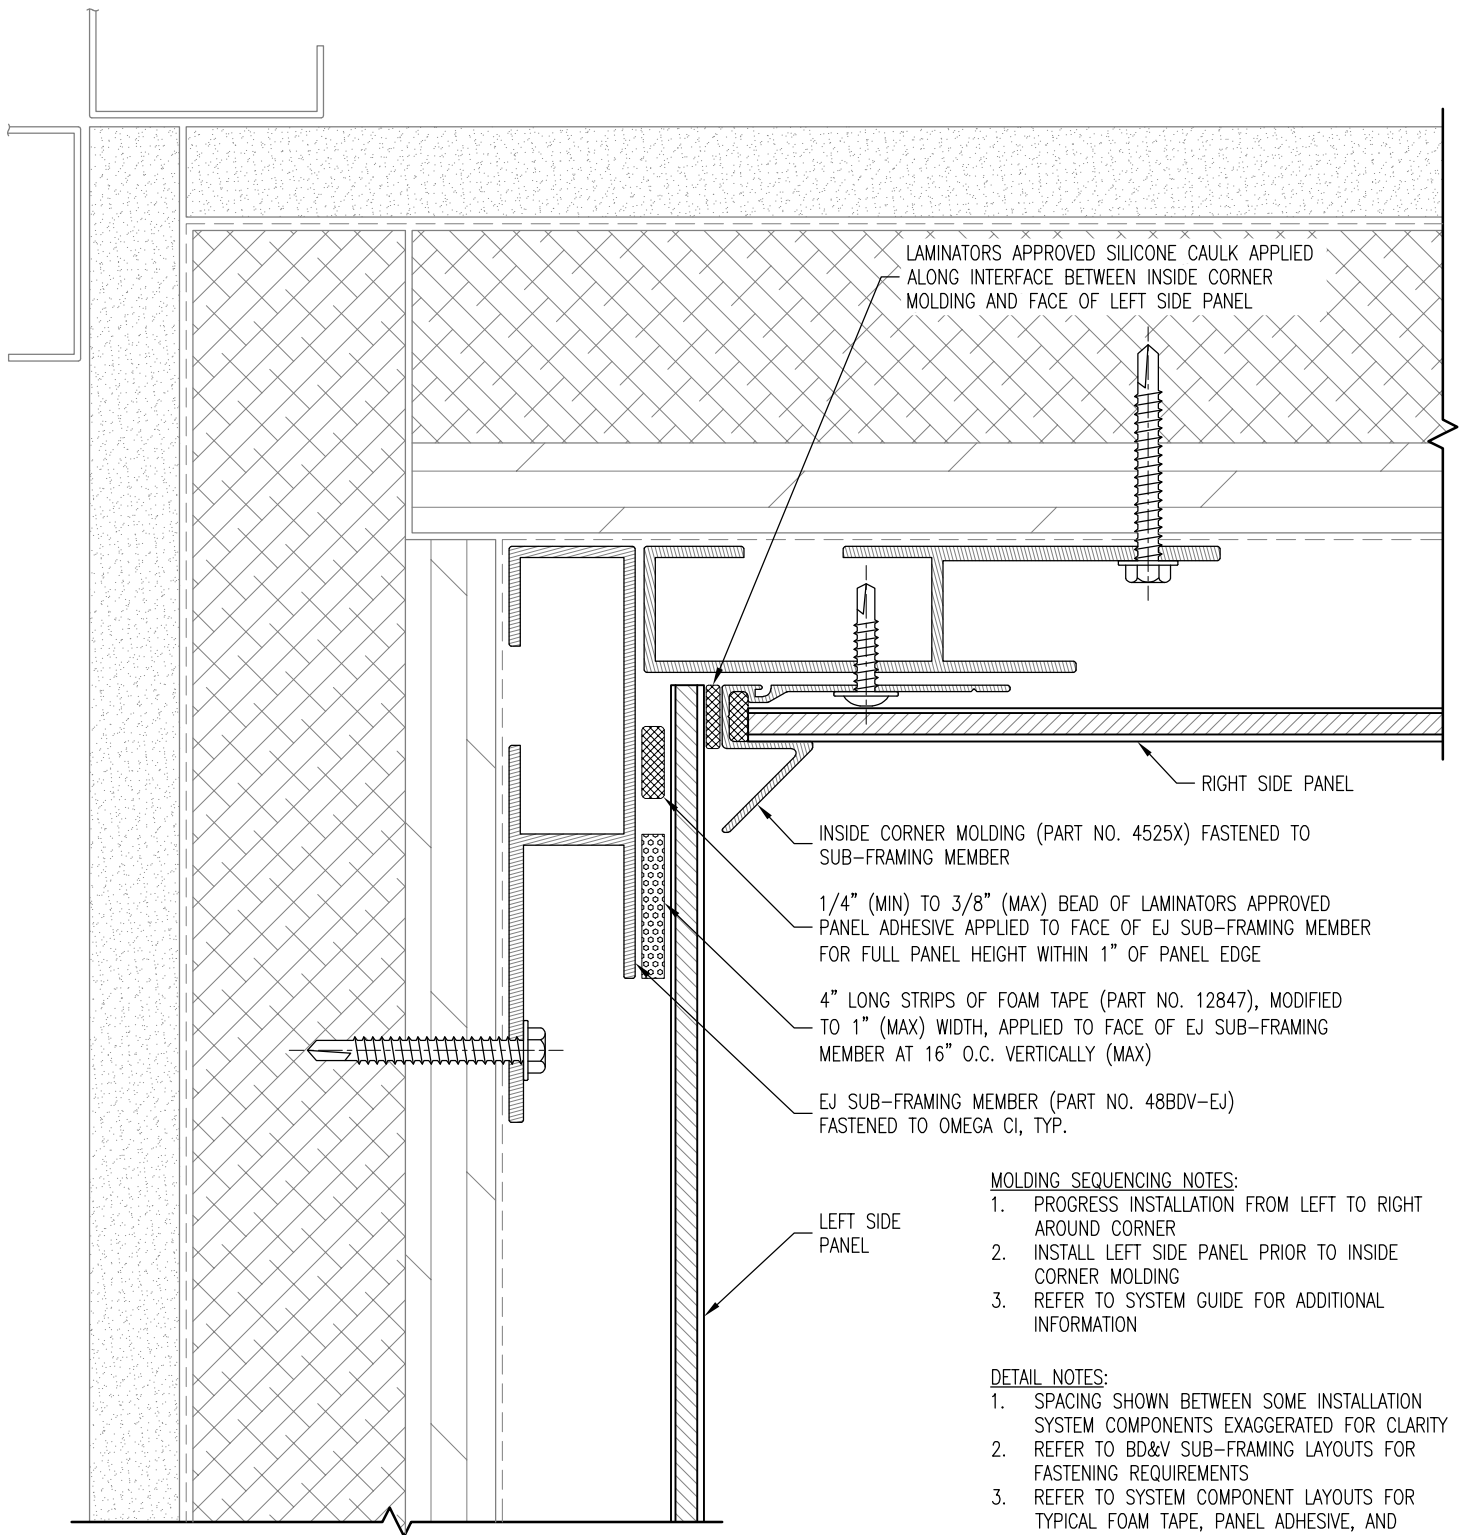 LAMINATORS APPROVED SILICONE CAULK APPLIED
ALONG INTERFACE BETWEEN INSIDE CORNER
MOLDING AND FACE OF LEFT SIDE PANEL
RIGHT SIDE PANEL
INSIDE CORNER MOLDING (PART NO. 4525X) FASTENED TO
SUB-FRAMING MEMBER
1/4" (MIN) TO 3/8" (MAX) BEAD OF LAMINATORS APPROVED
PANEL ADHESIVE APPLIED TO FACE OF EJ SUB-FRAMING MEMBER
FOR FULL PANEL HEIGHT WITHIN 1" OF PANEL EDGE
4" LONG STRIPS OF FOAM TAPE (PART NO. 12847), MODIFIED
TO 1" (MAX) WIDTH, APPLIED TO FACE OF EJ SUB-FRAMING
MEMBER AT 16" O.C. VERTICALLY (MAX)
EJ SUB-FRAMING MEMBER (PART NO. 48BDV-EJ)
FASTENED TO OMEGA CI, TYP.
LEFT SIDE
PANEL
MOLDING SEQUENCING NOTES:
1. PROGRESS INSTALLATION FROM LEFT TO RIGHT
AROUND CORNER
2. INSTALL LEFT SIDE PANEL PRIOR TO INSIDE
CORNER MOLDING
3. REFER TO SYSTEM GUIDE FOR ADDITIONAL
INFORMATION
DETAIL NOTES:
1. SPACING SHOWN BETWEEN SOME INSTALLATION
SYSTEM COMPONENTS EXAGGERATED FOR CLARITY
2. REFER TO BD&V SUB-FRAMING LAYOUTS FOR
FASTENING REQUIREMENTS
3. REFER TO SYSTEM COMPONENT LAYOUTS FOR
TYPICAL FOAM TAPE, PANEL ADHESIVE, AND